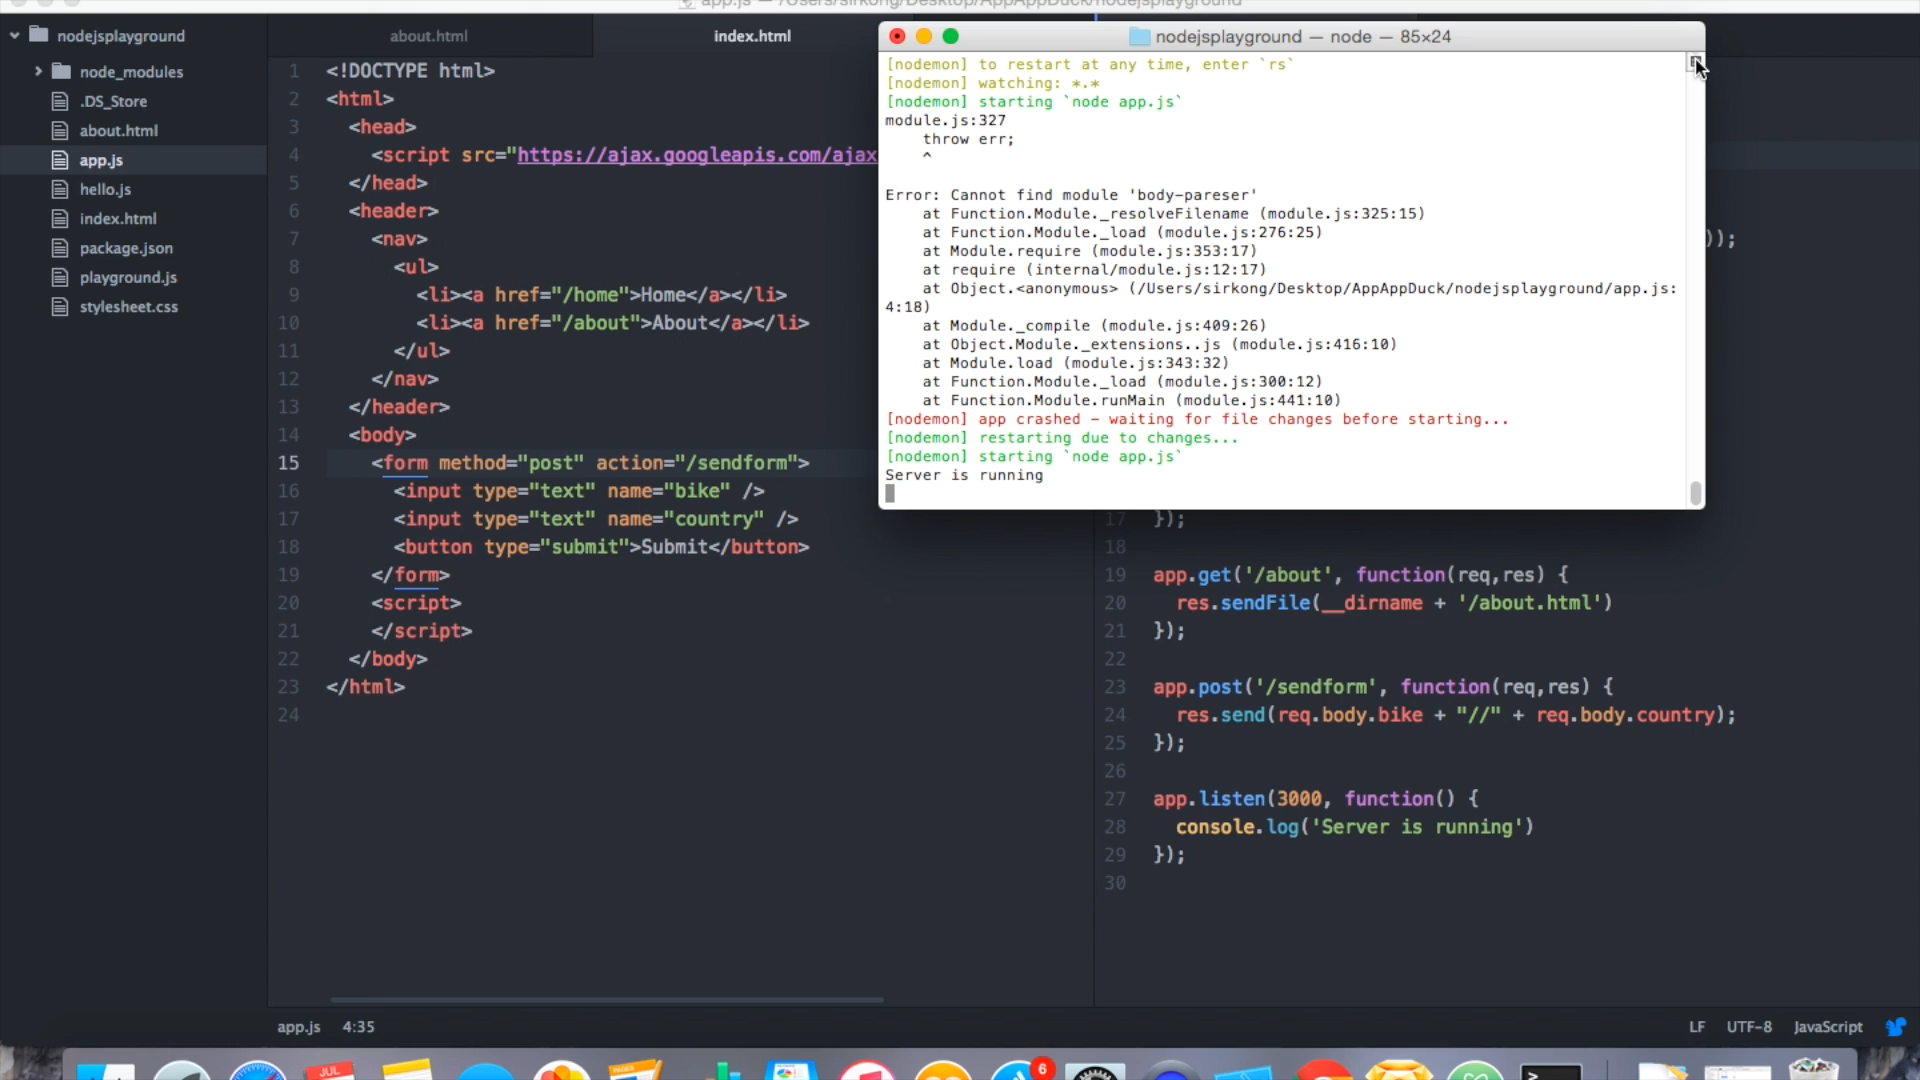 app.js — /Users/sirkong/Desktop/AppAppDuck/nodejsplayground
nodejsplayground
node_modules
.DS_Store
about.html
app.js
hello.js
index.html
package.json
playground.js
stylesheet.css
about.html
index.html
1 <!DOCTYPE html>
2 <html>
3 <head>
4 <script src="https://ajax.googleapis.com/ajax
5 </head>
6 <header>
7 <nav>
8 <ul>
9 <li><a href="/home">Home</a></li>
10 <li><a href="/about">About</a></li>
11 </ul>
12 </nav>
13 </header>
14 <body>
15 <form method="post" action="/sendform">
16 <input type="text" name="bike" />
17 <input type="text" name="country" />
18 <button type="submit">Submit</button>
19 </form>
20 <script>
21 </script>
22 </body>
23 </html>
24
nodejsplayground — node — 85×24
[nodemon] to restart at any time, enter `rs`
[nodemon] watching: *.*
[nodemon] starting `node app.js`
module.js:327
throw err;
^
Error: Cannot find module 'body-pareser'
at Function.Module._resolveFilename (module.js:325:15)
at Function.Module._load (module.js:276:25)
at Module.require (module.js:353:17)
at require (internal/module.js:12:17)
at Object.<anonymous> (/Users/sirkong/Desktop/AppAppDuck/nodejsplayground/app.js:
4:18)
at Module._compile (module.js:409:26)
at Object.Module._extensions..js (module.js:416:10)
at Module.load (module.js:343:32)
at Function.Module._load (module.js:300:12)
at Function.Module.runMain (module.js:441:10)
[nodemon] app crashed - waiting for file changes before starting...
[nodemon] restarting due to changes...
[nodemon] starting `node app.js`
Server is running
));
17 });
18
19 app.get('/about', function(req,res) {
20 res.sendFile(__dirname + '/about.html')
21 });
22
23 app.post('/sendform', function(req,res) {
24 res.send(req.body.bike + "//" + req.body.country);
25 });
26
27 app.listen(3000, function() {
28 console.log('Server is running')
29 });
30
app.js 4:35
LF UTF-8 JavaScript
JUL
PAGES
6